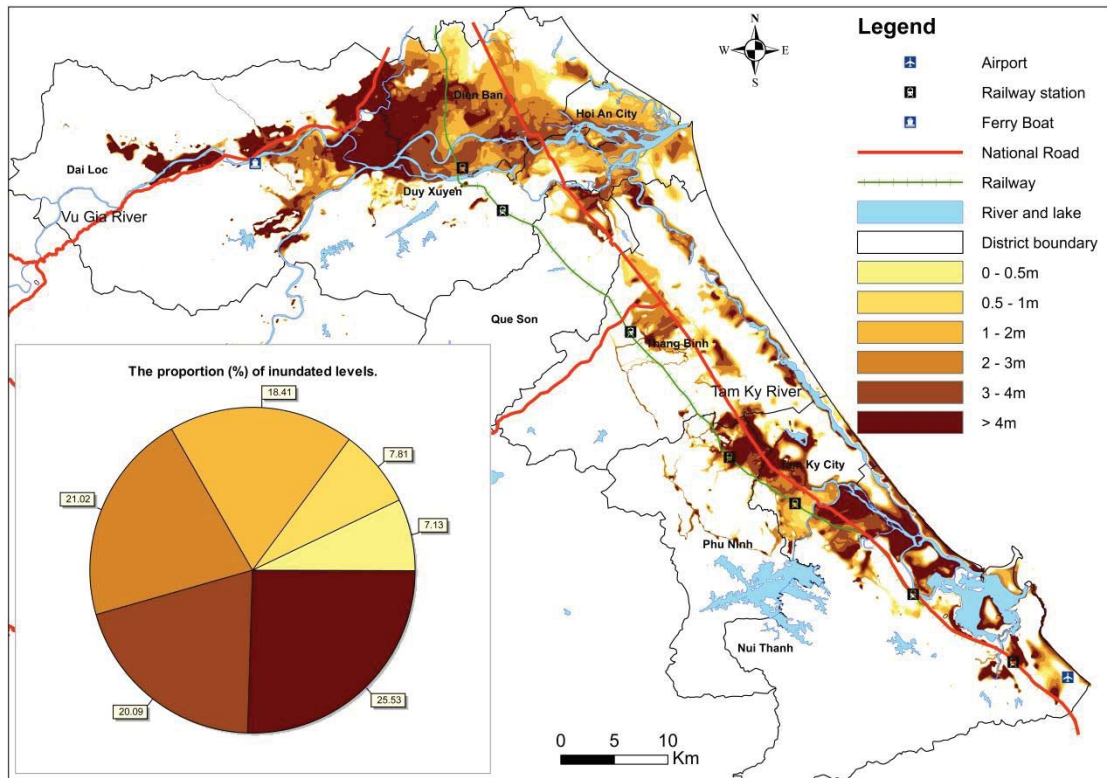 N
W E
S
Legend
Airport
Railway station
Ferry Boat
National Road
Railway
River and lake
District boundary
0 - 0.5m
0.5 - 1m
1 - 2m
2 - 3m
3 - 4m
> 4m
Dien Ban
Hoi An City
Dai Loc
Duy Xuyen
Vu Gia River
Que Son
Thang Binh
Tam Ky River
Tam Ky City
Phu Ninh
Nui Thanh
The proportion (%) of inundated levels.
18.41
7.81
21.02
7.13
20.09
25.53
0 5 10
Km